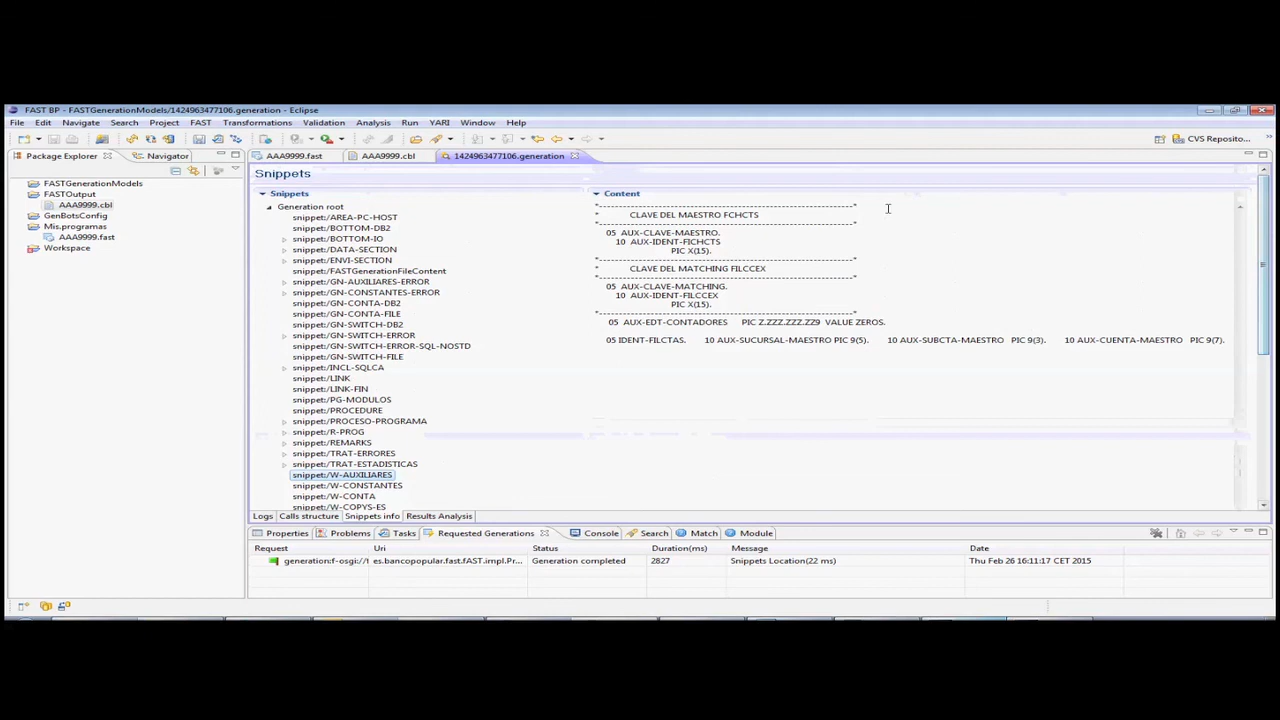 FAST BP - FASTGenerationModels/1424963477106.generation - Eclipse
File Edit Navigate Search Project FAST Transformations Validation Analysis Run YARI Window Help
CVS Reposito...
Package Explorer Navigator
AAA9999.fast AAA9999.cbl 1424963477106.generation
FASTGenerationModels
FASTOutput
AAA9999.cbl
GenBotsConfig
Mis.programas
AAA9999.fast
Workspace
Snippets
Snippets
Generation root
snippet:/AREA-PC-HOST
snippet:/BOTTOM-DB2
snippet:/BOTTOM-IO
snippet:/DATA-SECTION
snippet:/ENVI-SECTION
snippet:/FASTGenerationFileContent
snippet:/GN-AUXILIARES-ERROR
snippet:/GN-CONSTANTES-ERROR
snippet:/GN-CONTA-DB2
snippet:/GN-CONTA-FILE
snippet:/GN-SWITCH-DB2
snippet:/GN-SWITCH-ERROR
snippet:/GN-SWITCH-ERROR-SQL-NOSTD
snippet:/GN-SWITCH-FILE
snippet:/INCL-SQLCA
snippet:/LINK
snippet:/LINK-FIN
snippet:/PG-MODULOS
snippet:/PROCEDURE
snippet:/PROCESO-PROGRAMA
snippet:/R-PROG
snippet:/REMARKS
snippet:/TRAT-ERRORES
snippet:/TRAT-ESTADISTICAS
snippet:/W-AUXILIARES
snippet:/W-CONSTANTES
snippet:/W-CONTA
snippet:/W-COPYS-ES
Content
*---------------------------------------------------------------*
* CLAVE DEL MAESTRO FCHCTS
*---------------------------------------------------------------*
05 AUX-CLAVE-MAESTRO.
10 AUX-IDENT-FICHCTS
PIC X(15).
*---------------------------------------------------------------*
* CLAVE DEL MATCHING FILCCEX
*---------------------------------------------------------------*
05 AUX-CLAVE-MATCHING.
10 AUX-IDENT-FILCCEX
PIC X(15).
*---------------------------------------------------------------*
05 AUX-EDT-CONTADORES PIC Z.ZZZ.ZZZ.ZZ9 VALUE ZEROS.
05 IDENT-FILCTAS. 10 AUX-SUCURSAL-MAESTRO PIC 9(5). 10 AUX-SUBCTA-MAESTRO PIC 9(3). 10 AUX-CUENTA-MAESTRO PIC 9(7).
Logs Calls structure Snippets info Results Analysis
Properties Problems Tasks Requested Generations Console Search Match Module
Request Uri Status Duration(ms) Message Date
generation:f-osgi:// es.bancopopular.fast.fAST.impl.Pr... Generation completed 2827 Snippets Location(22 ms) Thu Feb 26 16:11:17 CET 2015